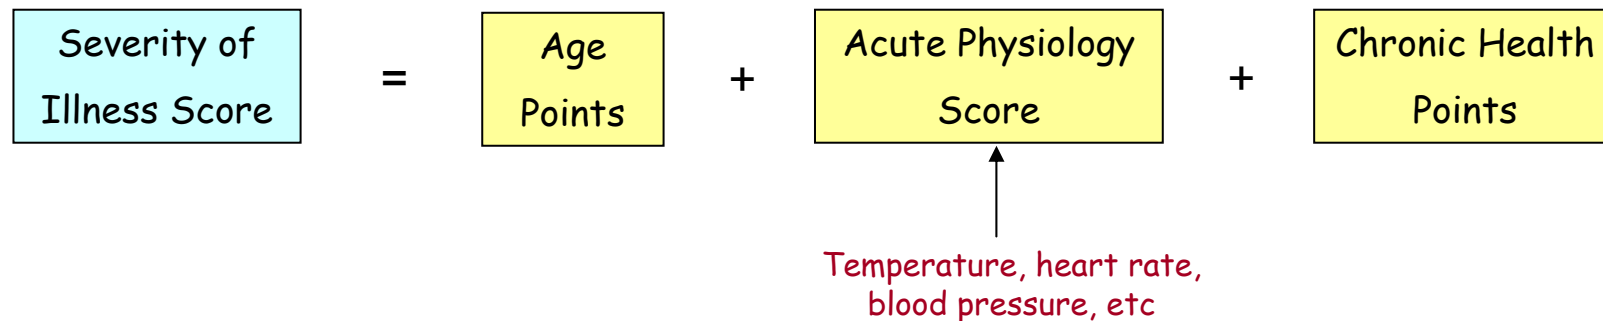 Severity of
Illness Score
=
Age
Points
+
Acute Physiology
Score
+
Chronic Health
Points
Temperature, heart rate,
blood pressure, etc